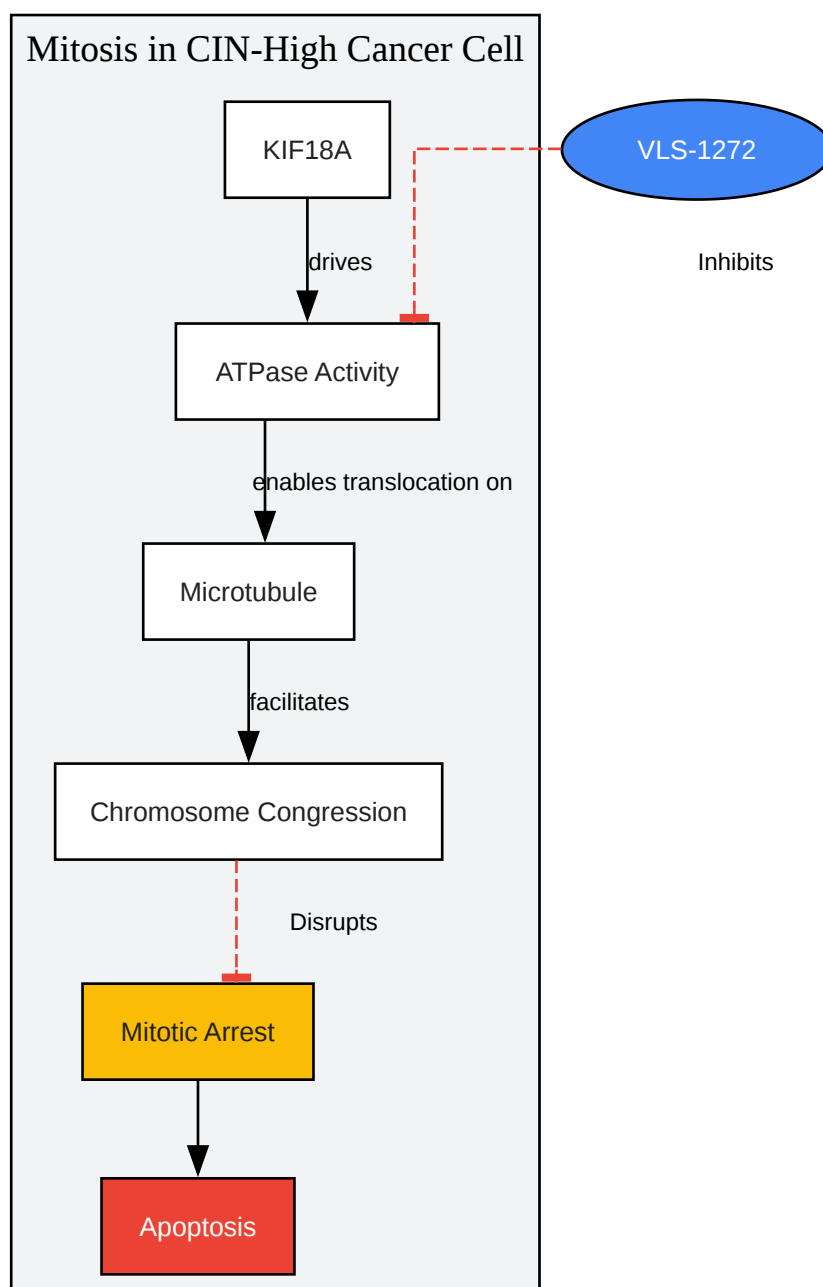 Mitosis in CIN-High Cancer Cell
KIF18A
VLS-1272
drives
Inhibits
ATPase Activity
enables translocation on
Microtubule
facilitates
Chromosome Congression
Disrupts
Mitotic Arrest
Apoptosis